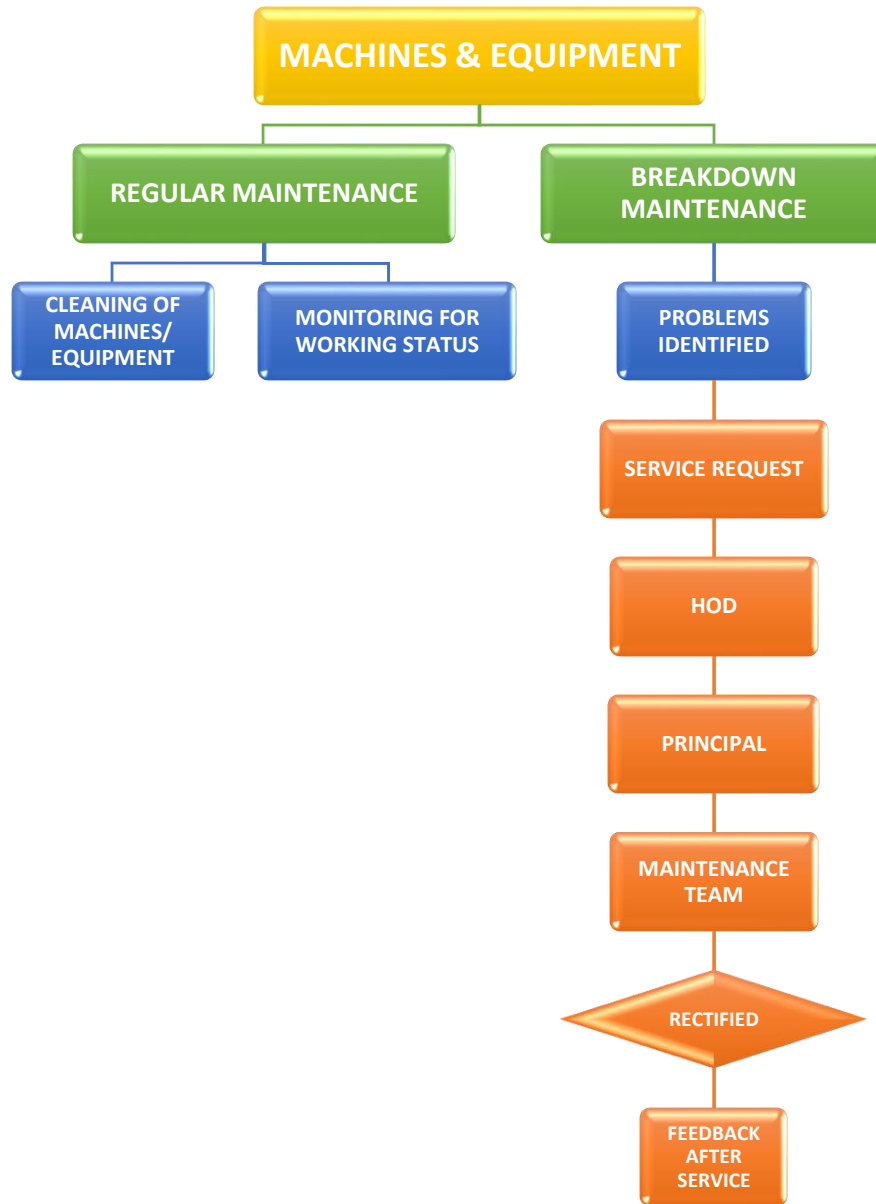 MACHINES & EQUIPMENT
REGULAR MAINTENANCE
BREAKDOWN
MAINTENANCE
CLEANING OF
MACHINES/
EQUIPMENT
MONITORING FOR
WORKING STATUS
PROBLEMS
IDENTIFIED
SERVICE REQUEST
HOD
PRINCIPAL
MAINTENANCE
TEAM
RECTIFIED
FEEDBACK
AFTER
SERVICE